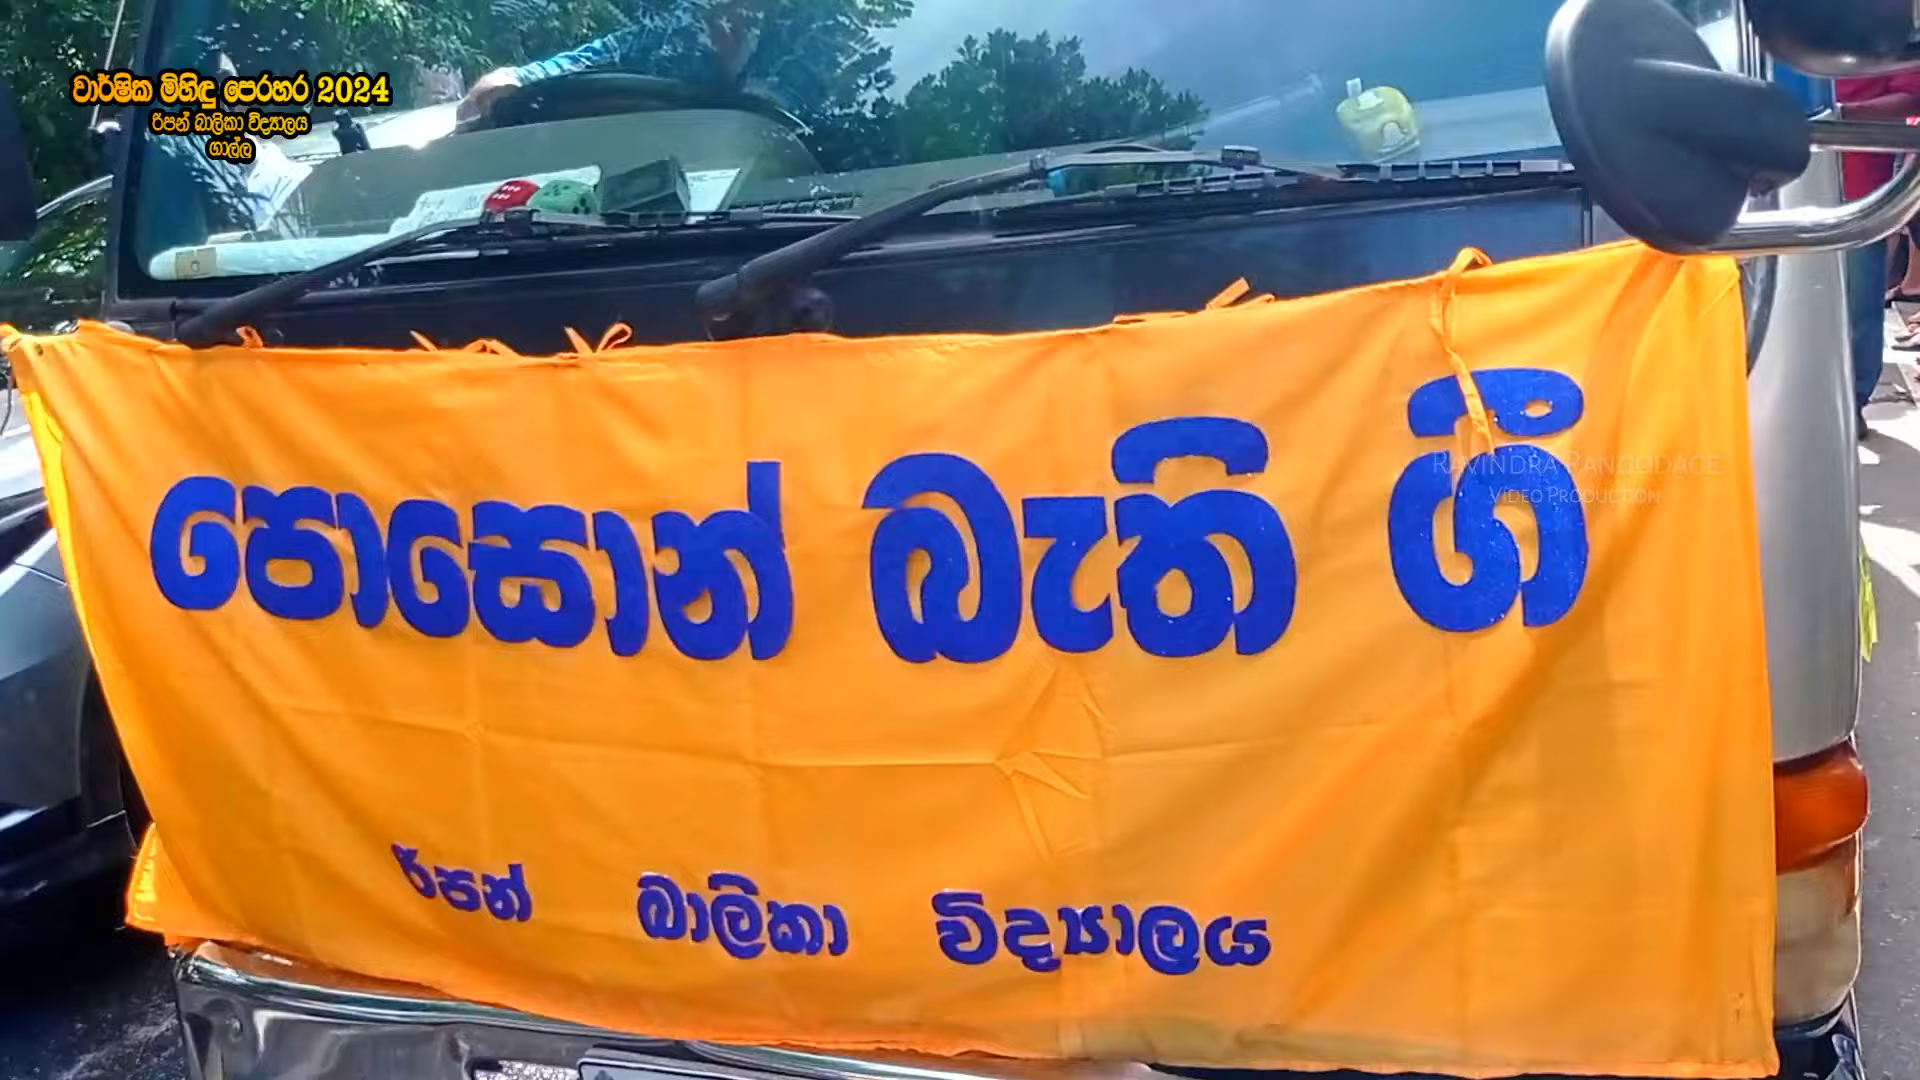 වාර්ෂික මිහිඳු පෙරහර 2024
රිපන් බාලිකා විද්‍යාලය
ගාල්ල
පොසොන් බැති ගී
RAVINDRA RANGODAGE
VIDEO PRODUCTION
රිපන් බාලිකා විද්‍යාලය